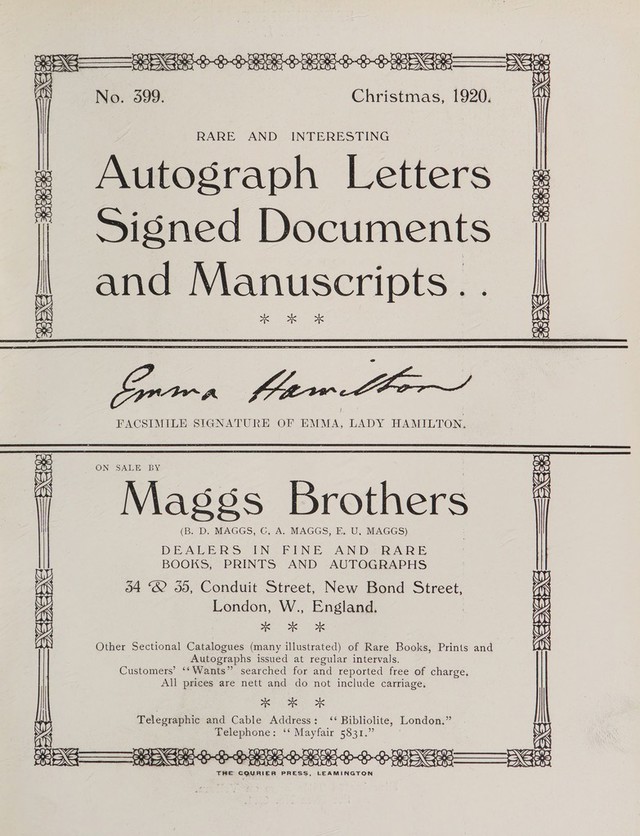 No. 399. Christmas, 1920.
RARE AND INTERESTING
Autograph Letters
Signed Documents
and Manuscripts . .
* * *
Emma Hamilton
FACSIMILE SIGNATURE OF EMMA, LADY HAMILTON.
ON SALE BY
Maggs Brothers
(B. D. MAGGS, C. A. MAGGS, E. U. MAGGS)
DEALERS IN FINE AND RARE
BOOKS, PRINTS AND AUTOGRAPHS
34 & 35, Conduit Street, New Bond Street,
London, W., England.
* * *
Other Sectional Catalogues (many illustrated) of Rare Books, Prints and
Autographs issued at regular intervals.
Customers' "Wants" searched for and reported free of charge.
All prices are nett and do not include carriage.
* * *
Telegraphic and Cable Address: "Bibliolite, London."
Telephone: "Mayfair 5831."
THE COURIER PRESS, LEAMINGTON